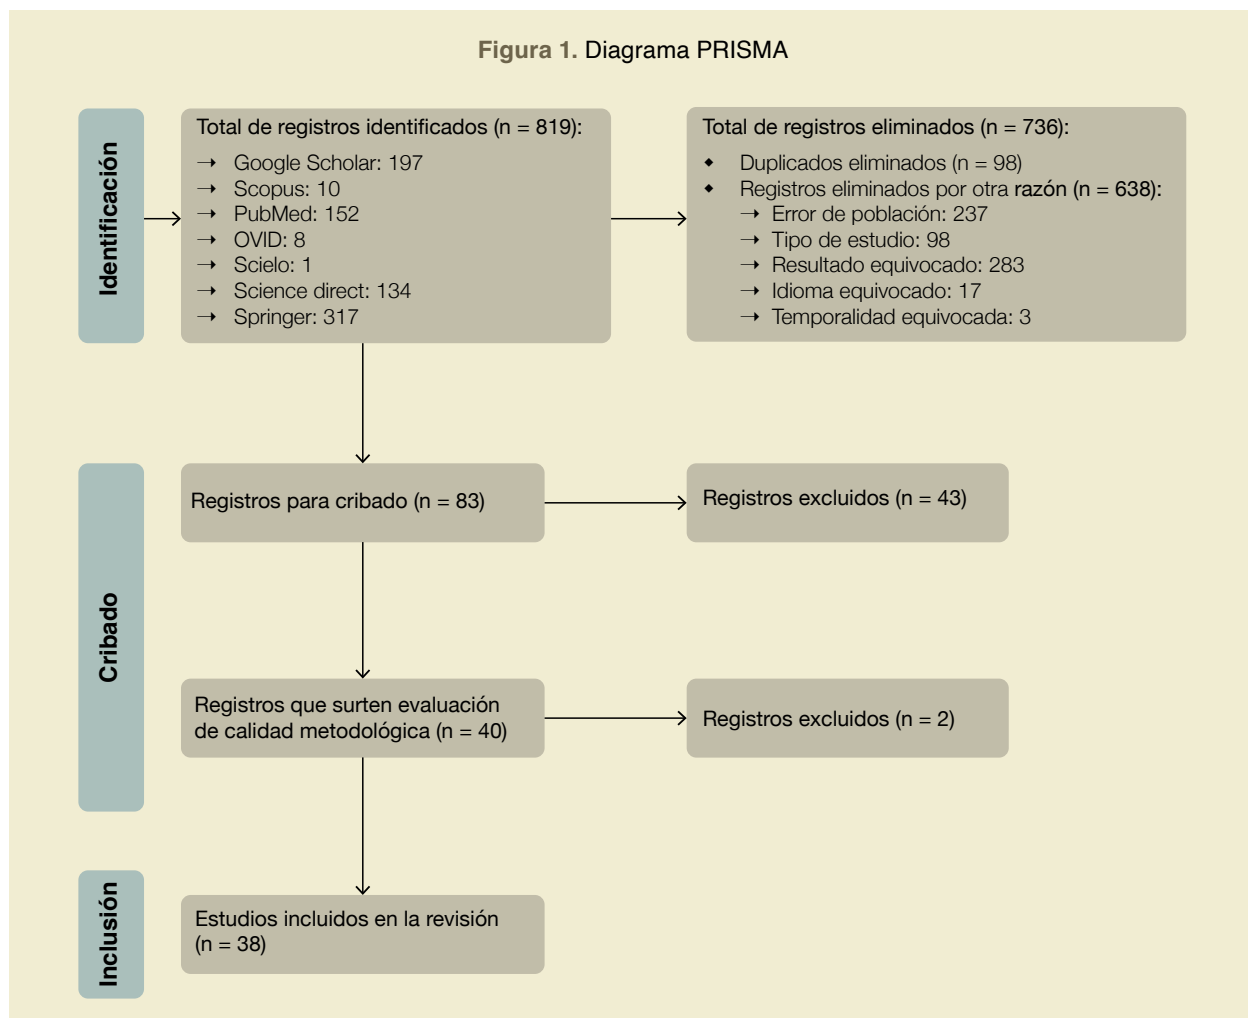 Figura 1. Diagrama PRISMA
Identificación
Total de registros identificados (n = 819):
→ Google Scholar: 197
→ Scopus: 10
→ PubMed: 152
→ OVID: 8
→ Scielo: 1
→ Science direct: 134
→ Springer: 317
Total de registros eliminados (n = 736):
◆ Duplicados eliminados (n = 98)
◆ Registros eliminados por otra razón (n = 638):
→ Error de población: 237
→ Tipo de estudio: 98
→ Resultado equivocado: 283
→ Idioma equivocado: 17
→ Temporalidad equivocada: 3
Cribado
Registros para cribado (n = 83)
Registros excluidos (n = 43)
Registros que surten evaluación
de calidad metodológica (n = 40)
Registros excluidos (n = 2)
Inclusión
Estudios incluidos en la revisión
(n = 38)